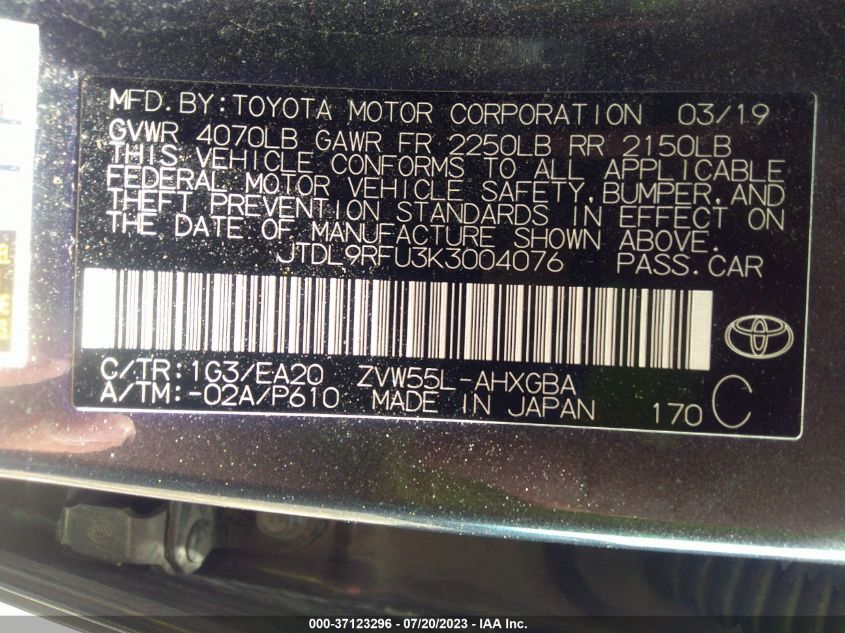 MFD. BY: TOYOTA MOTOR CORPORATION 03/19
GVWR 4070LB GAWR FR 2250LB RR 2150LB
THIS VEHICLE CONFORMS TO ALL APPLICABLE
FEDERAL MOTOR VEHICLE SAFETY, BUMPER, AND
THEFT PREVENTION STANDARDS IN EFFECT ON
THE DATE OF MANUFACTURE SHOWN ABOVE.
JTDL9RFU3K3004076 PASS. CAR
C/TR: 1G3/EA20 ZVW55L-AHXGBA
A/TM: -02A/P610 MADE IN JAPAN 170 C
000-37123296 - 07/20/2023 - IAA Inc.